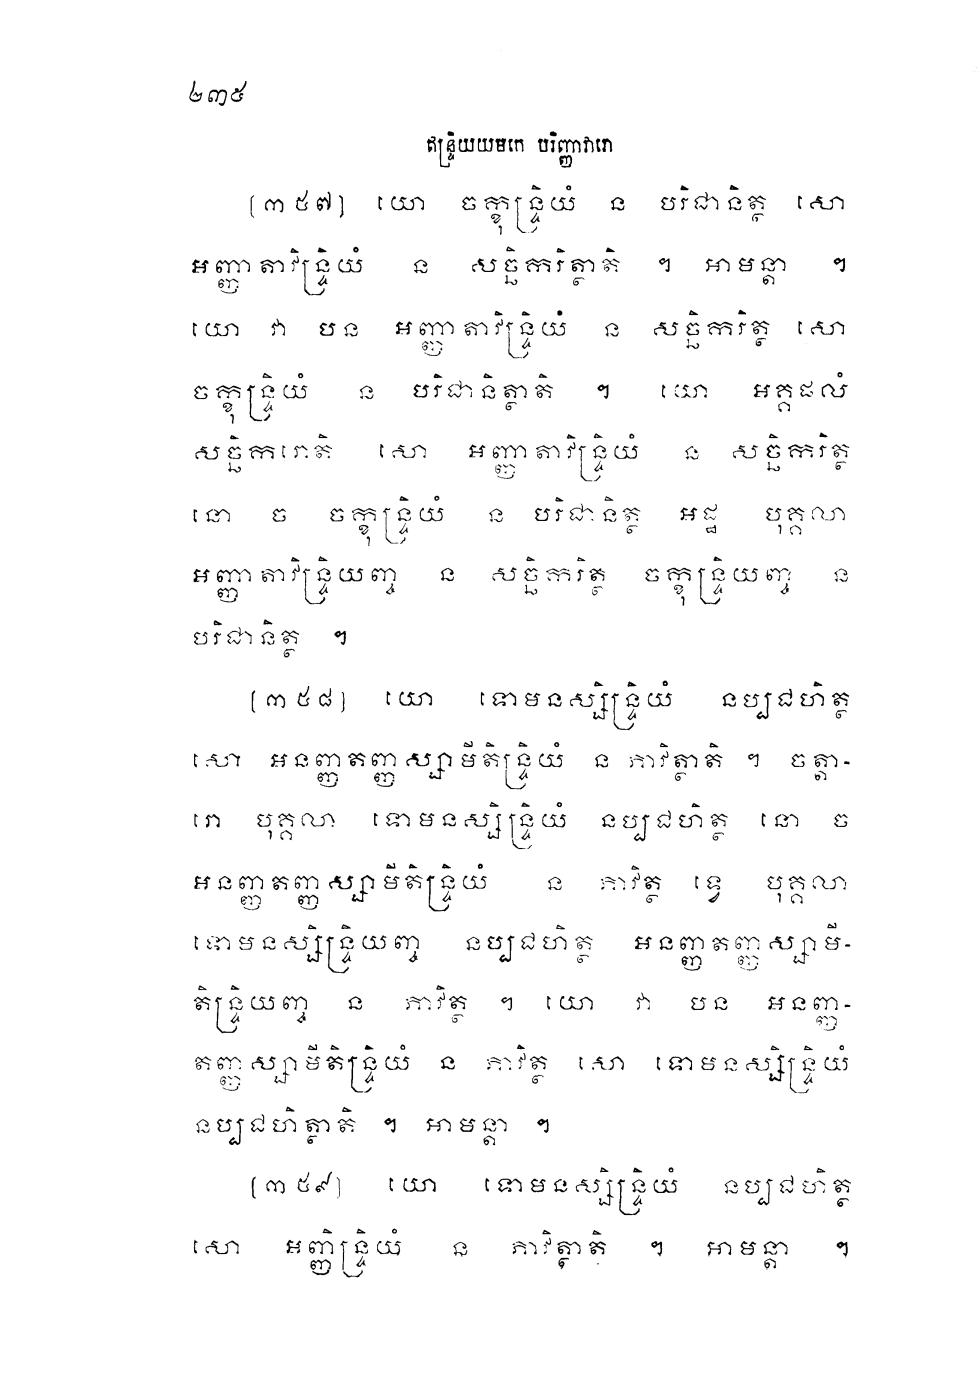 ២៣៥
ឥន្ទ្រិយយមកេ បរិញ្ញាវារោ
[៣៥៧] យោ ចក្ខុន្ទ្រិយំ ន បរិជានិត្ថ សោ
អញ្ញាតាវិន្ទ្រិយំ ន សច្ឆិករិត្ថាតិ ។ អាមន្តា ។
យោ វា បន អញ្ញាតាវិន្ទ្រិយំ ន សច្ឆិករិត្ថ សោ
ចក្ខុន្ទ្រិយំ ន បរិជានិត្ថាតិ ។ យោ អគ្គផលំ
សច្ឆិករោតិ សោ អញ្ញាតាវិន្ទ្រិយំ ន សច្ឆិករិត្ថ
នោ ច ចក្ខុន្ទ្រិយំ ន បរិជានិត្ថ អដ្ឋ បុគ្គលា
អញ្ញាតាវិន្ទ្រិយញ្ច ន សច្ឆិករិត្ថ ចក្ខុន្ទ្រិយញ្ច ន
បរិជានិត្ថ ។
[៣៥៨] យោ ទោមនស្សិន្ទ្រិយំ នប្បជហិត្ថ
សោ អនញ្ញតញ្ញស្សាមីតិន្ទ្រិយំ ន ភាវិត្ថាតិ ។ ចត្តា-
រោ បុគ្គលា ទោមនស្សិន្ទ្រិយំ នប្បជហិត្ថ នោ ច
អនញ្ញតញ្ញស្សាមីតិន្ទ្រិយំ ន ភាវិត្ថ ទ្វេ បុគ្គលា
ទោមនស្សិន្ទ្រិយញ្ច នប្បជហិត្ថ អនញ្ញតញ្ញស្សាមី-
តិន្ទ្រិយញ្ច ន ភាវិត្ថ ។ យោ វា បន អនញ្ញ-
តញ្ញស្សាមីតិន្ទ្រិយំ ន ភាវិត្ថ សោ ទោមនស្សិន្ទ្រិយំ
នប្បជហិត្ថាតិ ។ អាមន្តា ។
[៣៥៩] យោ ទោមនស្សិន្ទ្រិយំ នប្បជហិត្ថ
សោ អញ្ញិន្ទ្រិយំ ន ភាវិត្ថាតិ ។ អាមន្តា ។